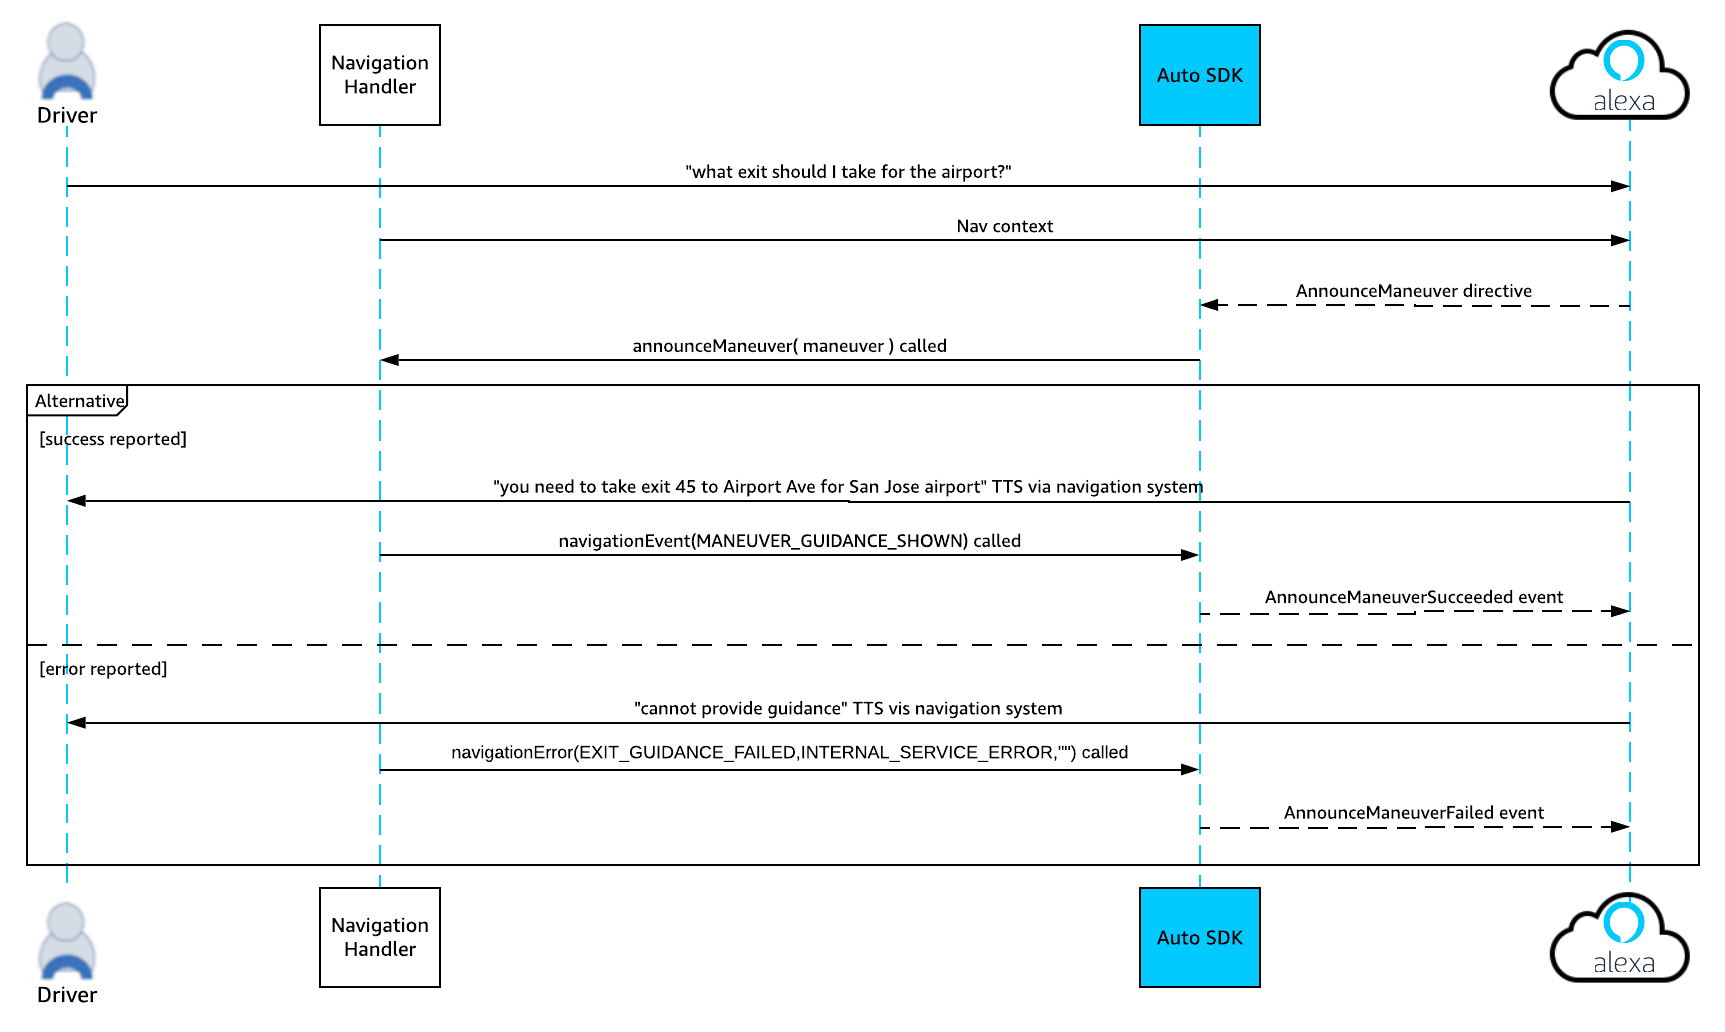 Driver
Navigation
Handler
Auto SDK
alexa
"what exit should I take for the airport?"
Nav context
AnnounceManeuver directive
announceManeuver( maneuver ) called
Alternative
[success reported]
"you need to take exit 45 to Airport Ave for San Jose airport" TTS via navigation system
navigationEvent(MANEUVER_GUIDANCE_SHOWN) called
AnnounceManeuverSucceeded event
[error reported]
"cannot provide guidance" TTS vis navigation system
navigationError(EXIT_GUIDANCE_FAILED,INTERNAL_SERVICE_ERROR,"") called
AnnounceManeuverFailed event
Driver
Navigation
Handler
Auto SDK
alexa